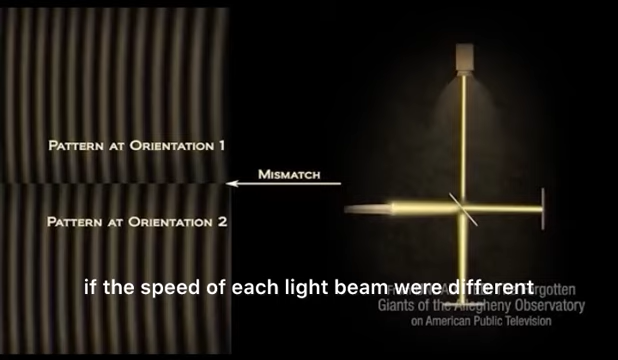 PATTERN AT ORIENTATION 1
MISMATCH
PATTERN AT ORIENTATION 2
if the speed of each light beam were different
Forgotten
Giants of the Allegheny Observatory
on American Public Television